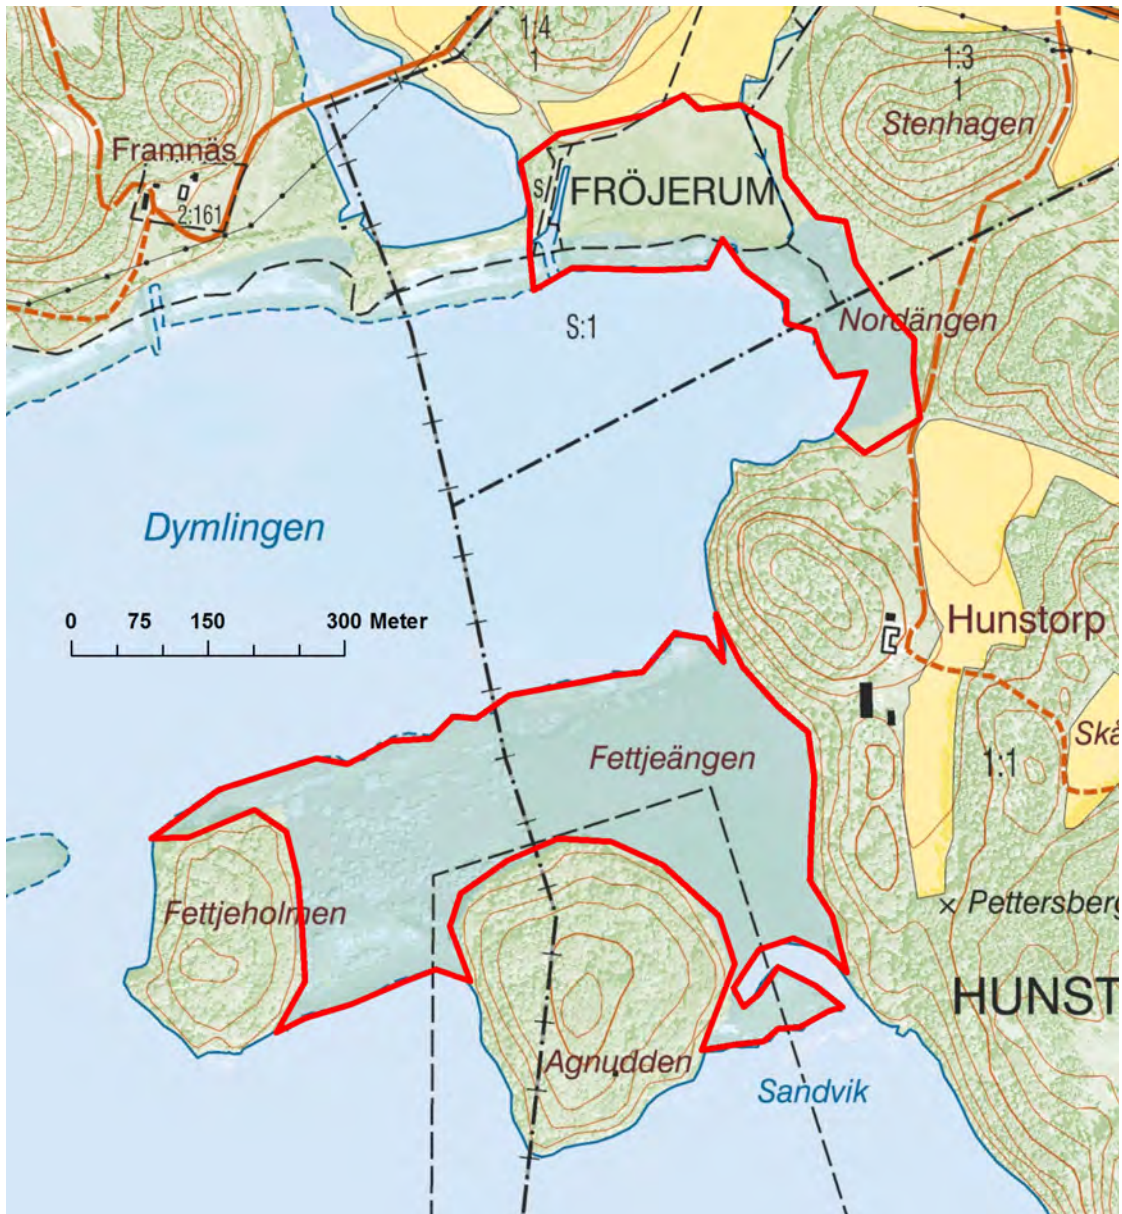 1:4
1
1:3
1
Stenhagen
Framnäs
2:161
S
FRÖJERUM
S:1
Nordängen
Dymlingen
0 75 150 300 Meter
Hunstorp
Skå
Fettjeängen
1:1
Fettjeholmen
Pettersberg
HUNST
Agnudden
Sandvik